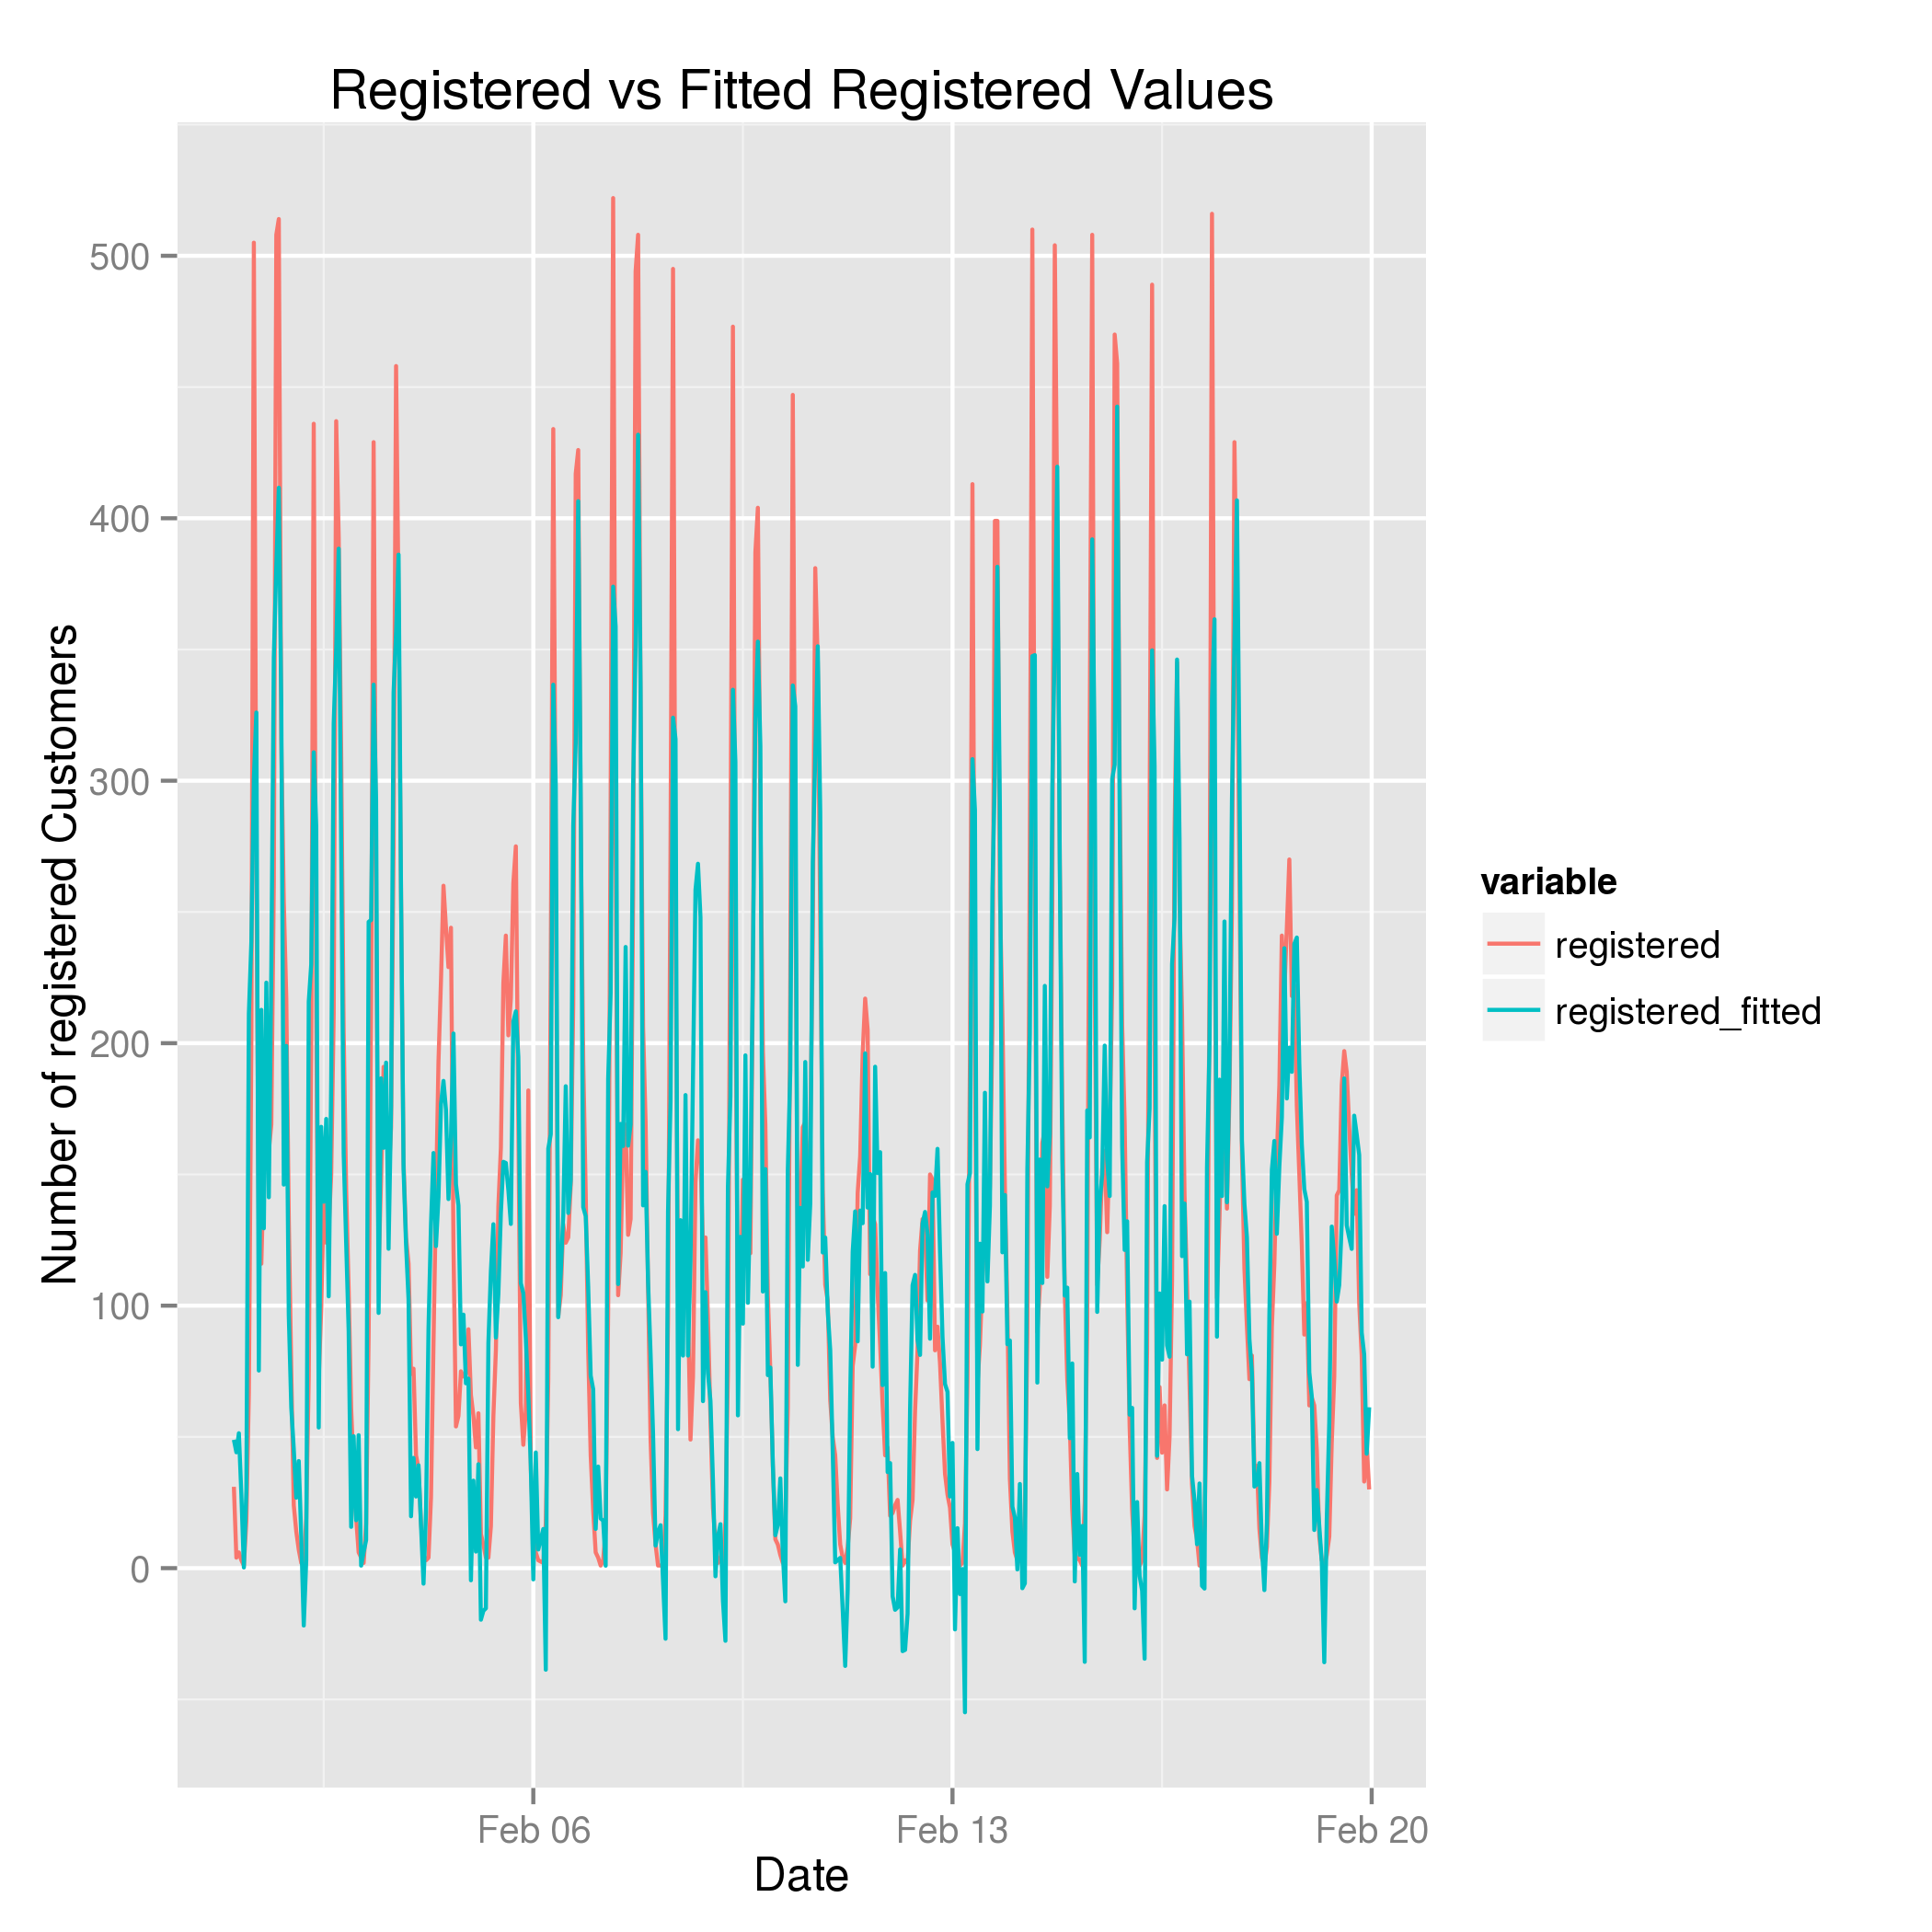 Registered vs Fitted Registered Values
Number of registered Customers
500
400
300
200
100
0
Feb 06
Feb 13
Feb 20
Date
variable
registered
registered_fitted